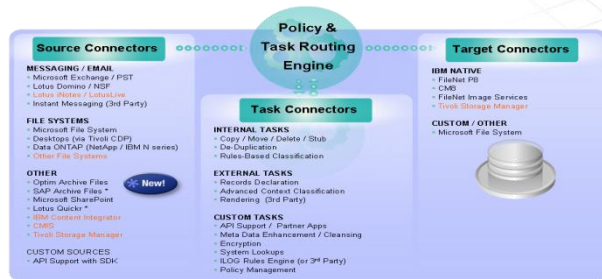 Policy &
Task Routing
Engine
Source Connectors
MESSAGING / EMAIL
• Microsoft Exchange / PST
• Lotus Domino / NSF
• Lotus iNotes / LotusLive
• Instant Messaging (3rd Party)
FILE SYSTEMS
• Microsoft File System
• Desktops (via Tivoli CDP)
• Data ONTAP (NetApp / IBM N series)
• Other File Systems
OTHER
• Optim Archive Files
• SAP Archive Files *
• Microsoft SharePoint
• Lotus Quickr *
• IBM Content Integrator
• CMIS
• Tivoli Storage Manager
* New!
CUSTOM SOURCES
• API Support with SDK
Task Connectors
INTERNAL TASKS
• Copy / Move / Delete / Stub
• De-Duplication
• Rules-Based Classification
EXTERNAL TASKS
• Records Declaration
• Advanced Context Classification
• Rendering (3rd Party)
CUSTOM TASKS
• API Support / Partner Apps
• Meta Data Enhancement / Cleansing
• Encryption
• System Lookups
• ILOG Rules Engine (or 3rd Party)
• Policy Management
Target Connectors
IBM NATIVE
• FileNet P8
• CM8
• FileNet Image Services
• Tivoli Storage Manager
CUSTOM / OTHER
• Microsoft File System